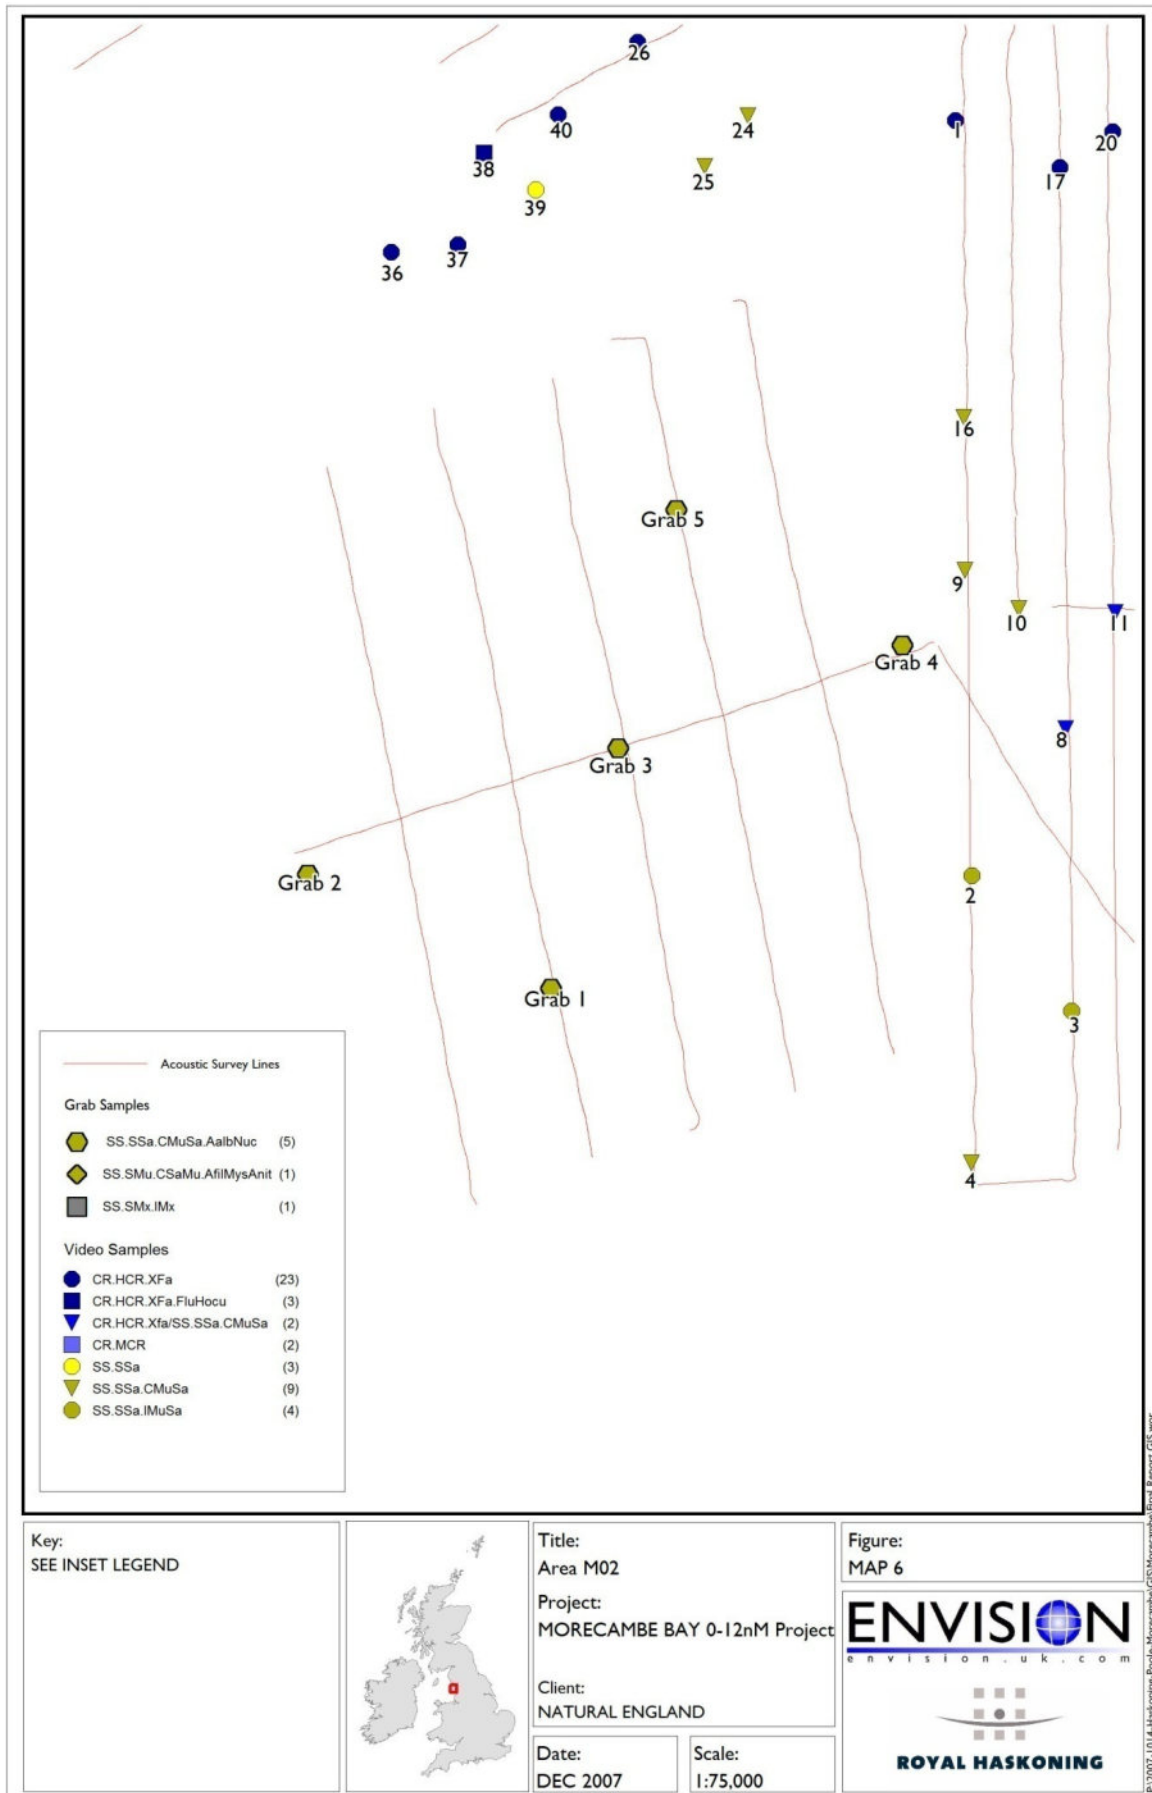 26
40
24
1
20
38
25
17
39
36
37
16
Grab 5
9
10
11
Grab 4
8
Grab 3
Grab 2
2
Grab 1
3
4
Acoustic Survey Lines
Grab Samples
SS.SSa.CMuSa.AalbNuc (5)
SS.SMu.CSaMu.AfilMysAnit (1)
SS.SMx.IMx (1)
Video Samples
CR.HCR.XFa (23)
CR.HCR.XFa.FluHocu (3)
CR.HCR.Xfa/SS.SSa.CMuSa (2)
CR.MCR (2)
SS.SSa (3)
SS.SSa.CMuSa (9)
SS.SSa.IMuSa (4)
Key:
SEE INSET LEGEND
Title:
Area M02
Project:
MORECAMBE BAY 0-12nM Project
Client:
NATURAL ENGLAND
Date:
DEC 2007
Scale:
1:75,000
Figure:
MAP 6
ENVISION
envision.uk.com
ROYAL HASKONING